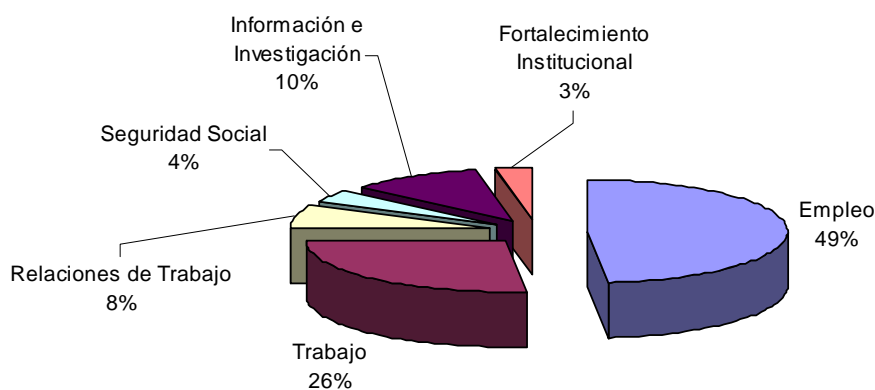 Información e
Investigación
10%
Fortalecimiento
Institucional
3%
Seguridad Social
4%
Empleo
49%
Relaciones de Trabajo
8%
Trabajo
26%